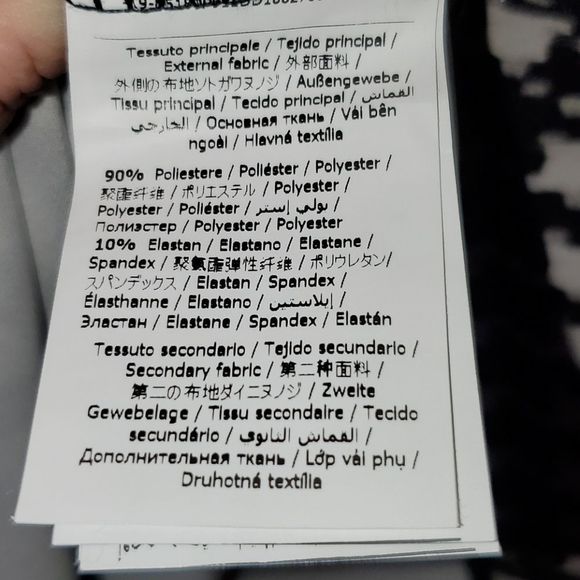 Tessuto principale / Tejido principal /
External fabric / 外部面料 /
外側の布地ソトガワヌノジ / Außengewebe /
Tissu principal / Tecido principal / القماش
الخارجي / Основная ткань / Vải bên
ngoài / Hlavná textília
90% Poliestere / Poliéster / Polyester /
聚酯纤维 / ポリエステル / Polyester /
Polyester / Poliéster / بولي إستر /
Полиэстер / Polyester / Polyester
10% Elastan / Elastano / Elastane /
Spandex / 聚氨酯弹性纤维 / ポリウレタン/
スパンデックス / Elastan / Spandex /
Élasthanne / Elastano / إيلاستين /
Эластан / Elastane / Spandex / Elastán
Tessuto secondario / Tejido secundario /
Secondary fabric / 第二种面料 /
第二の布地ダイニヌノジ / Zweite
Gewebelage / Tissu secondaire / Tecido
secundário / القماش الثانوي /
Дополнительная ткань / Lớp vải phụ /
Druhotná textília